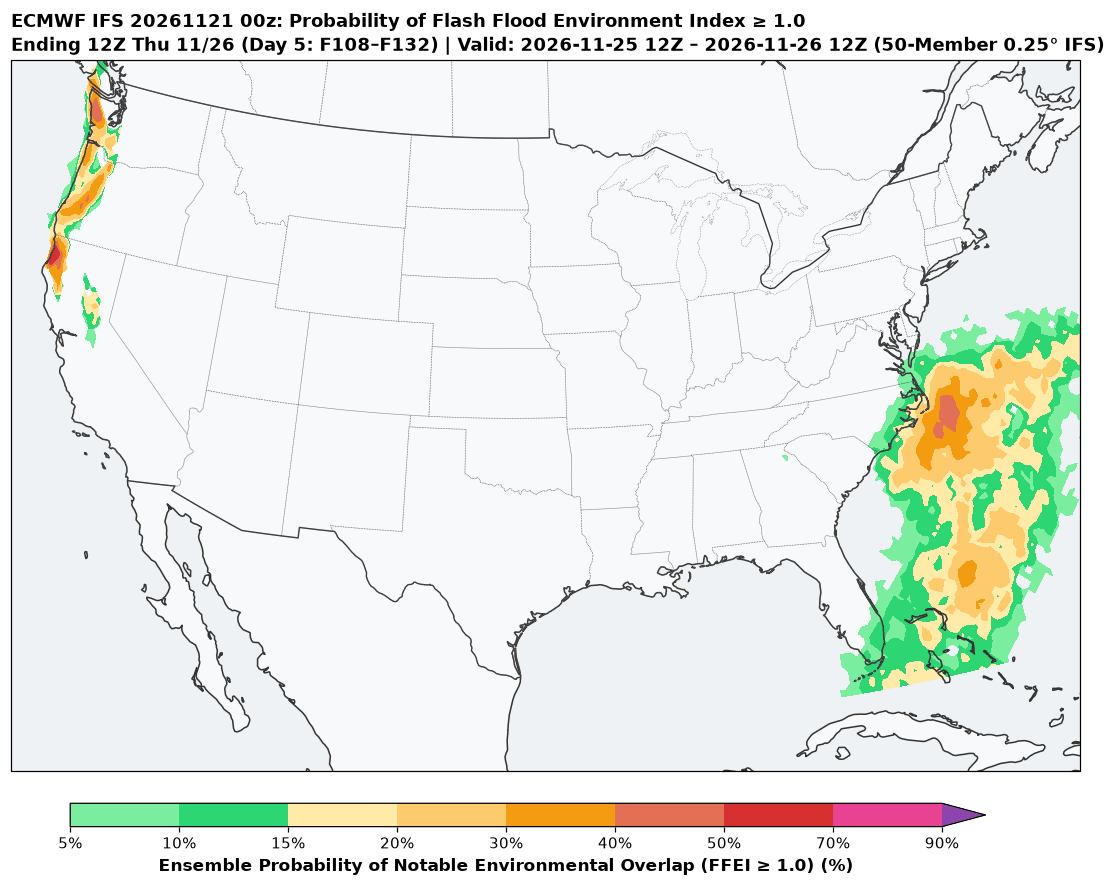 ECMWF IFS 20261121 00z: Probability of Flash Flood Environment Index ≥ 1.0
Ending 12Z Thu 11/26 (Day 5: F108–F132) | Valid: 2026-11-25 12Z – 2026-11-26 12Z (50-Member 0.25° IFS)
5% 10% 15% 20% 30% 40% 50% 70% 90%
Ensemble Probability of Notable Environmental Overlap (FFEI ≥ 1.0) (%)